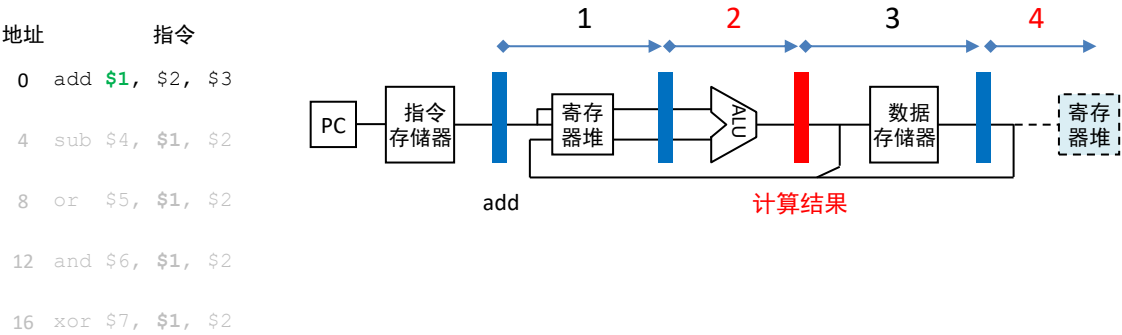 地址 指令
0 add $1, $2, $3
4 sub $4, $1, $2
8 or $5, $1, $2
12 and $6, $1, $2
16 xor $7, $1, $2
1 2 3 4
PC
指令
存储器
寄存
器堆
ALU
数据
存储器
寄存
器堆
add
计算结果